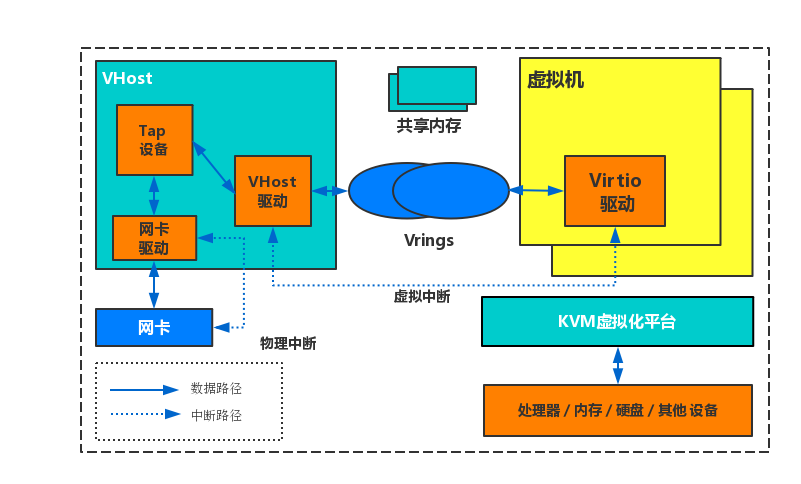 VHost
Tap
设备
VHost
驱动
网卡
驱动
网卡
物理中断
共享内存
Vrings
虚拟中断
虚拟机
Virtio
驱动
KVM虚拟化平台
处理器 / 内存 / 硬盘 / 其他 设备
数据路径
中断路径